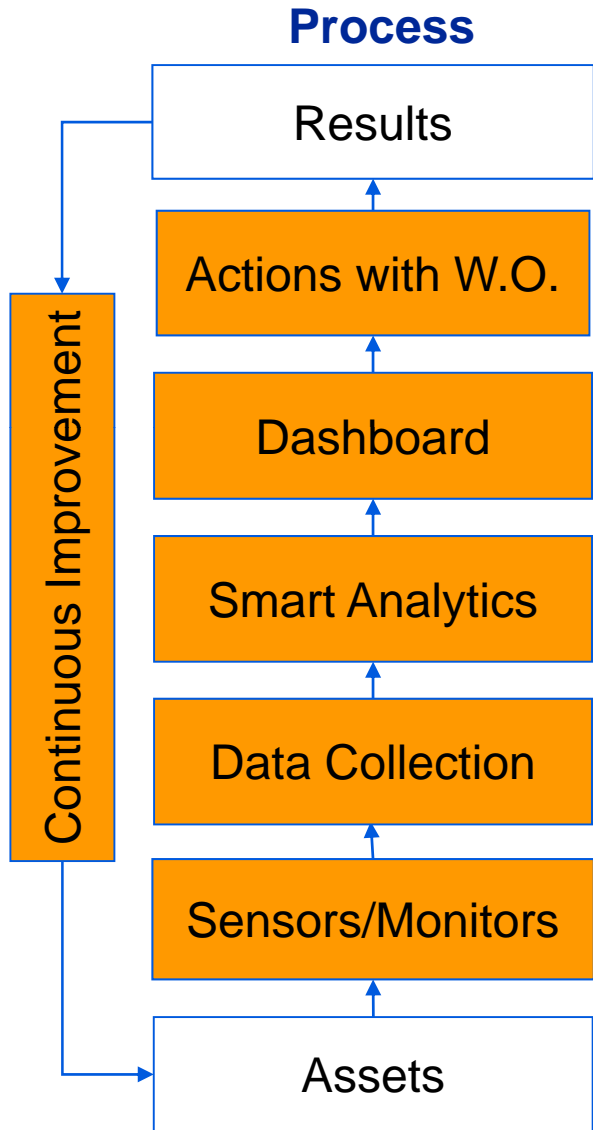 Process
Results
Actions with W.O.
Dashboard
Smart Analytics
Data Collection
Sensors/Monitors
Assets
Continuous Improvement